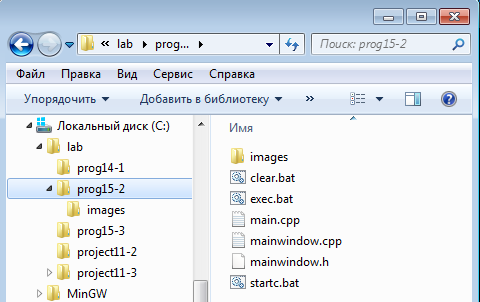 « lab prog... Поиск: prog15-2
Файл Правка Вид Сервис Справка
Упорядочить Добавить в библиотеку »
Локальный диск (C:)
lab
prog14-1
prog15-2
images
prog15-3
project11-2
project11-3
MinGW
Имя
images
clear.bat
exec.bat
main.cpp
mainwindow.cpp
mainwindow.h
startc.bat